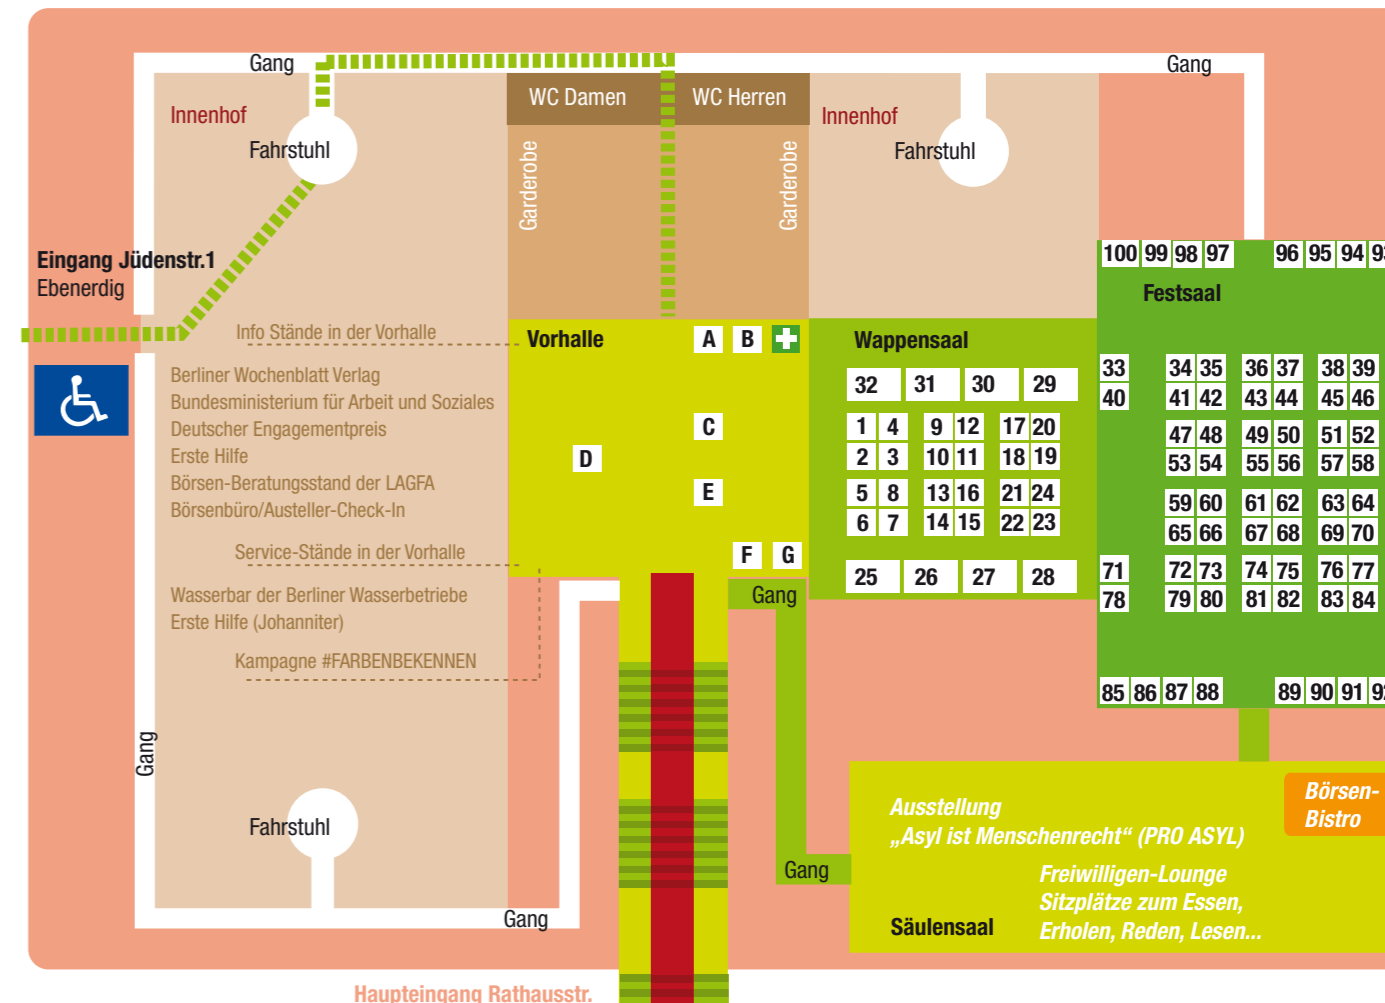 Gang
Gang
Innenhof
WC Damen
WC Herren
Innenhof
Fahrstuhl
Garderobe
Garderobe
Fahrstuhl
Eingang Jüdenstr.1
Ebenerdig
100 99 98 97 96 95 94
Festsaal
Info Stände in der Vorhalle
Vorhalle
A B
Wappensaal
Berliner Wochenblatt Verlag
Bundesministerium für Arbeit und Soziales
Deutscher Engagementpreis
Erste Hilfe
Börsen-Beratungsstand der LAGFA
Börsenbüro/Austeller-Check-In
C
D
E
F G
32 31 30 29
1 4 9 12 17 20
2 3 10 11 18 19
5 8 13 16 21 24
6 7 14 15 22 23
25 26 27 28
33 34 35 36 37 38 39
40 41 42 43 44 45 46
47 48 49 50 51 52
53 54 55 56 57 58
59 60 61 62 63 64
65 66 67 68 69 70
71 72 73 74 75 76 77
78 79 80 81 82 83 84
85 86 87 88 89 90 91
Service-Stände in der Vorhalle
Wasserbar der Berliner Wasserbetriebe
Erste Hilfe (Johanniter)
Kampagne #FARBENBEKENNEN
Gang
Gang
Fahrstuhl
Gang
Gang
Ausstellung
„Asyl ist Menschenrecht“ (PRO ASYL)
Börsen-
Bistro
Freiwilligen-Lounge
Sitzplätze zum Essen,
Erholen, Reden, Lesen...
Säulensaal
Haupteingang Rathausstr.